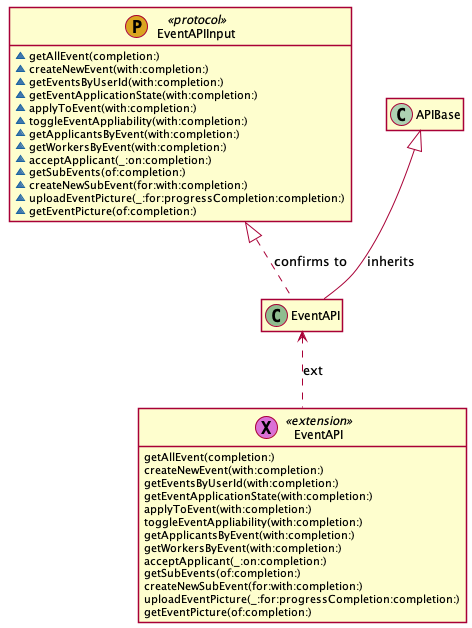 P
«protocol»
EventAPIInput
getAllEvent(completion:)
createNewEvent(with:completion:)
getEventsByUserId(with:completion:)
getEventApplicationState(with:completion:)
applyToEvent(with:completion:)
toggleEventAppliability(with:completion:)
getApplicantsByEvent(with:completion:)
getWorkersByEvent(with:completion:)
acceptApplicant(_:on:completion:)
getSubEvents(of:completion:)
createNewSubEvent(for:with:completion:)
uploadEventPicture(_:for:progressCompletion:completion:)
getEventPicture(of:completion:)
C APIBase
confirms to
inherits
C EventAPI
ext
X
«extension»
EventAPI
getAllEvent(completion:)
createNewEvent(with:completion:)
getEventsByUserId(with:completion:)
getEventApplicationState(with:completion:)
applyToEvent(with:completion:)
toggleEventAppliability(with:completion:)
getApplicantsByEvent(with:completion:)
getWorkersByEvent(with:completion:)
acceptApplicant(_:on:completion:)
getSubEvents(of:completion:)
createNewSubEvent(for:with:completion:)
uploadEventPicture(_:for:progressCompletion:completion:)
getEventPicture(of:completion:)